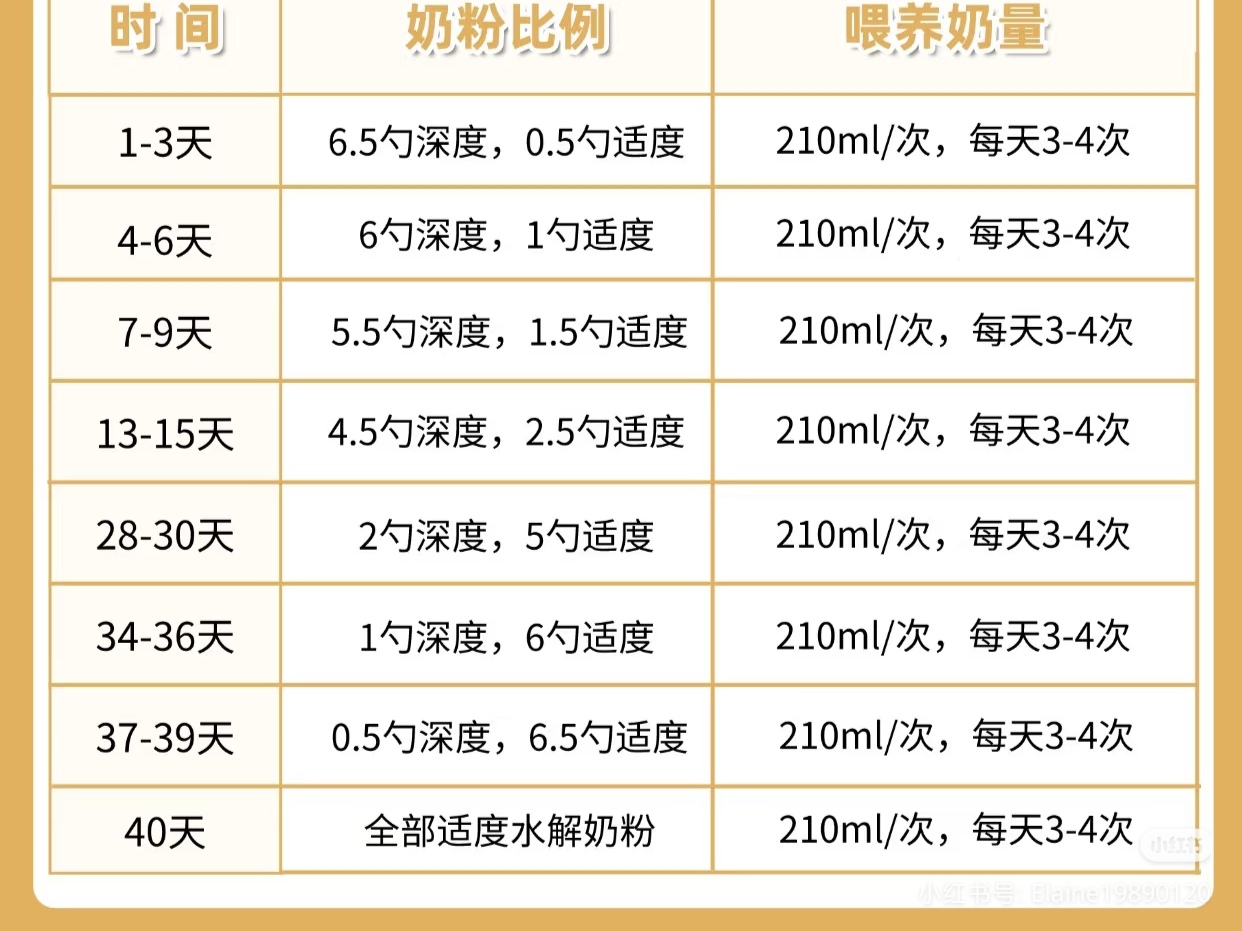 时间 奶粉比例 喂养奶量
1-3天 6.5勺深度，0.5勺适度 210ml/次，每天3-4次
4-6天 6勺深度，1勺适度 210ml/次，每天3-4次
7-9天 5.5勺深度，1.5勺适度 210ml/次，每天3-4次
13-15天 4.5勺深度，2.5勺适度 210ml/次，每天3-4次
28-30天 2勺深度，5勺适度 210ml/次，每天3-4次
34-36天 1勺深度，6勺适度 210ml/次，每天3-4次
37-39天 0.5勺深度，6.5勺适度 210ml/次，每天3-4次
40天 全部适度水解奶粉 210ml/次，每天3-4次
小红书
小红书号: Elaine19890120